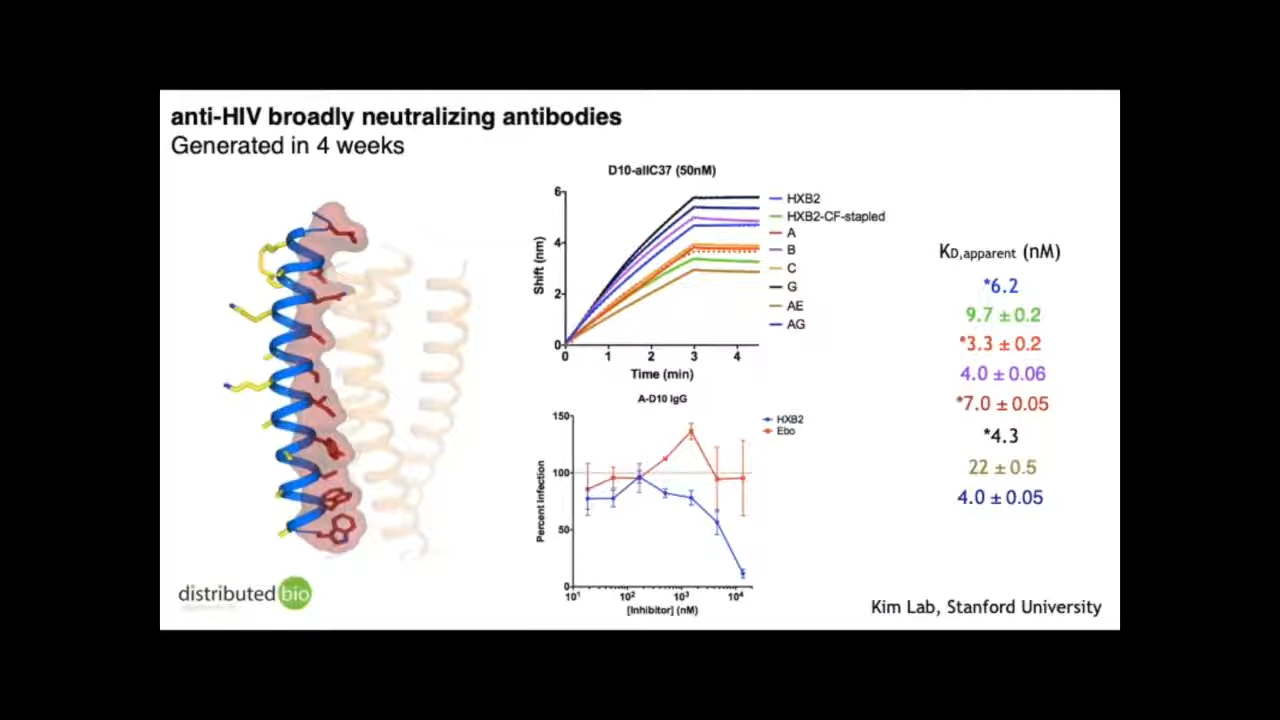 anti-HIV broadly neutralizing antibodies
Generated in 4 weeks
D10-allC37 (50nM)
Shift (nm)
6
4
2
0
0 1 2 3 4
Time (min)
HXB2
HXB2-CF-stapled
A
B
C
G
AE
AG
KD,apparent (nM)
*6.2
9.7 ± 0.2
*3.3 ± 0.2
4.0 ± 0.06
*7.0 ± 0.05
*4.3
22 ± 0.5
4.0 ± 0.05
A-D10 IgG
Percent Infection
150
100
50
0
10¹ 10² 10³ 10⁴
[Inhibitor] (nM)
HXB2
Ebo
distributed bio
Kim Lab, Stanford University